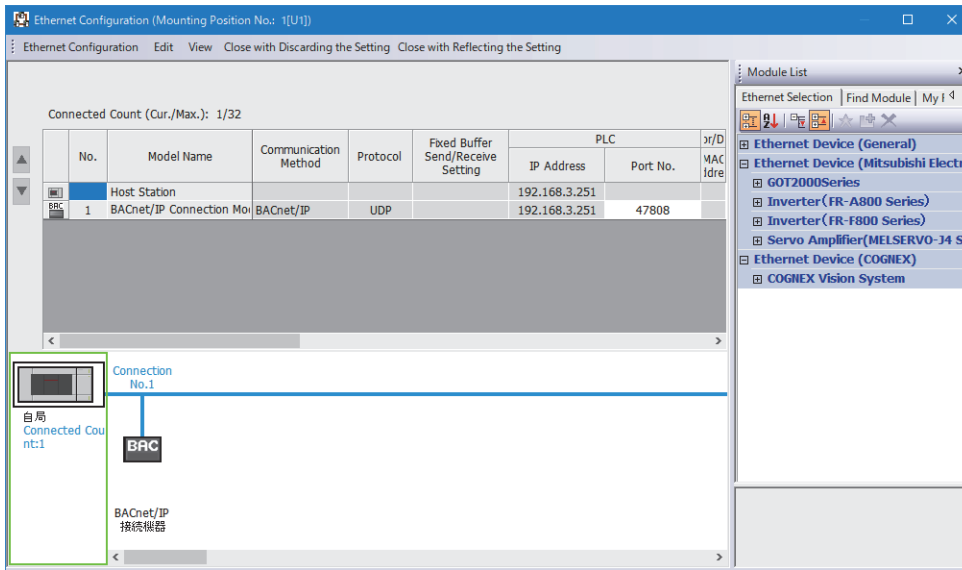 Ethernet Configuration (Mounting Position No.: 1[U1])
Ethernet Configuration Edit View Close with Discarding the Setting Close with Reflecting the Setting
Connected Count (Cur./Max.): 1/32
No. Model Name Communication Method Protocol Fixed Buffer Send/Receive Setting PLC
IP Address Port No.
Host Station 192.168.3.251
BAC 1 BACnet/IP Connection BACnet/IP UDP 192.168.3.251 47808
Connection
No.1
自局
Connected Cou
nt:1
BAC
BACnet/IP
接続機器
Module List
Ethernet Selection Find Module My
Ethernet Device (General)
Ethernet Device (Mitsubishi Electr
GOT2000Series
Inverter(FR-A800 Series)
Inverter(FR-F800 Series)
Servo Amplifier(MELSERVO-J4 S
Ethernet Device (COGNEX)
COGNEX Vision System